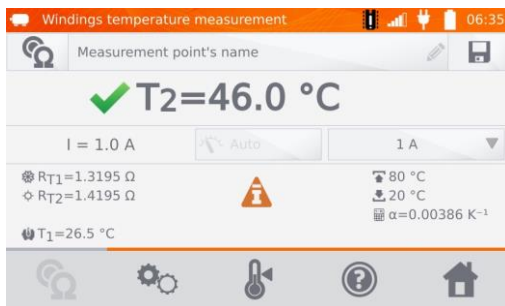 Windings temperature measurement 06:35
Measurement point's name
T2=46.0 °C
I = 1.0 A Auto 1 A
RT1=1.3195 Ω 80 °C
RT2=1.4195 Ω 20 °C
α=0.00386 K⁻¹
T1=26.5 °C